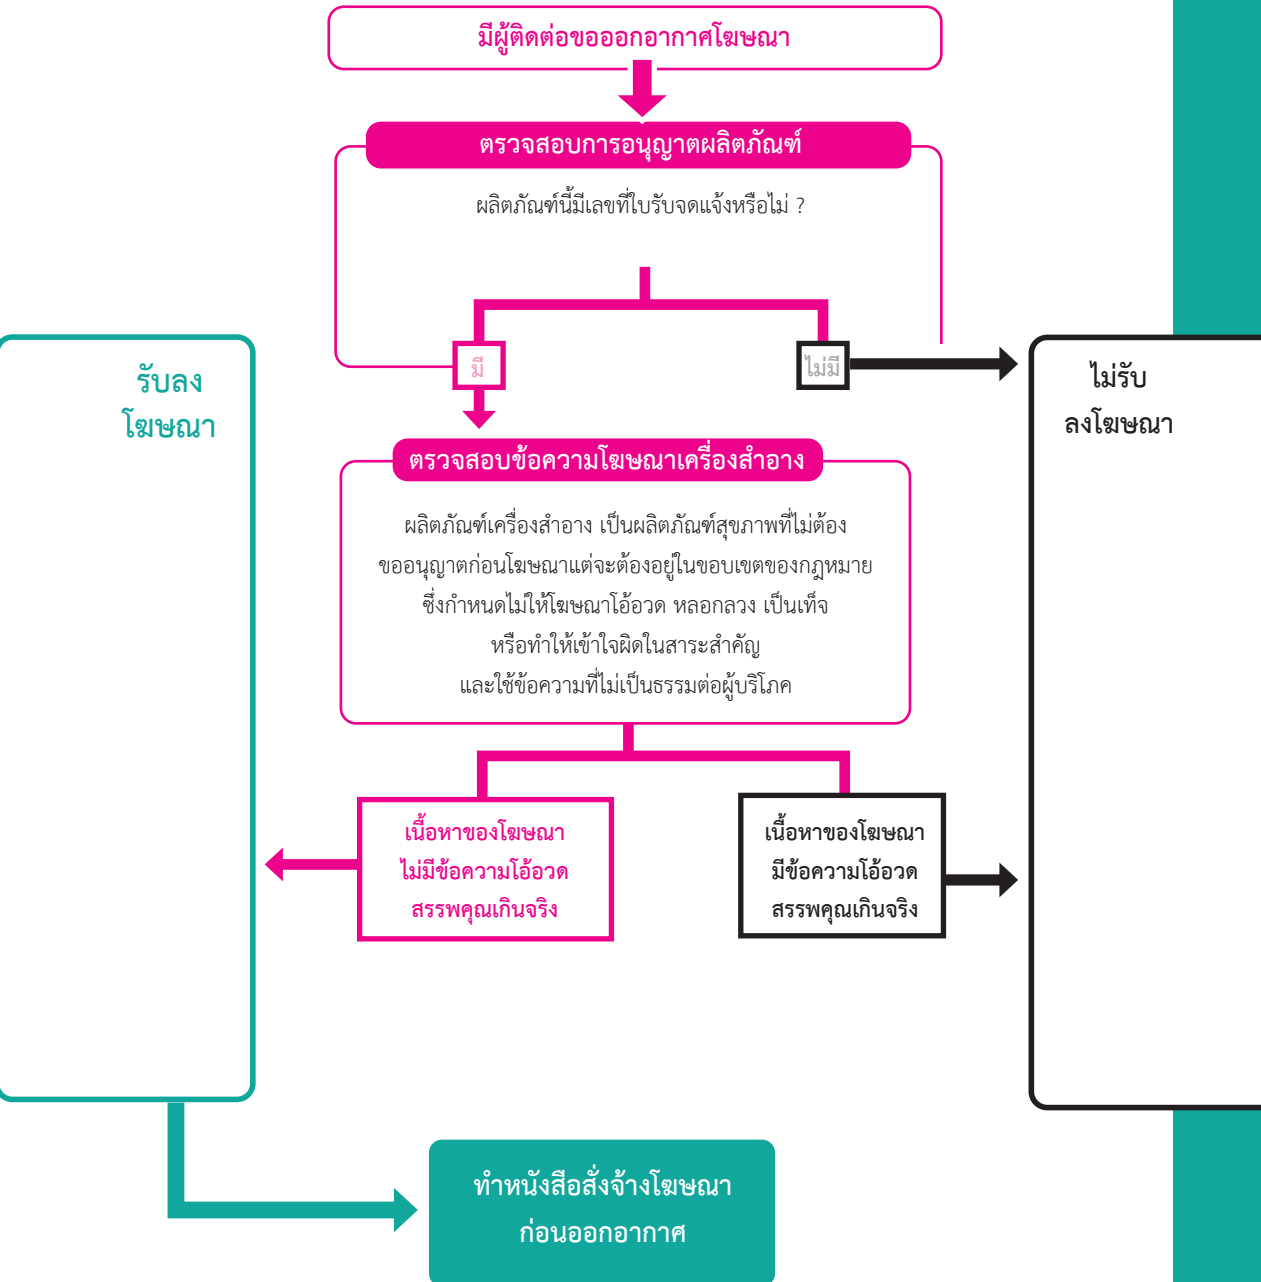 มีผู้ติดต่อขอออกอากาศโฆษณา
ตรวจสอบการอนุญาตผลิตภัณฑ์
ผลิตภัณฑ์นี้มีเลขที่ใบรับจดแจ้งหรือไม่ ?
มี
ไม่มี
รับลง
โฆษณา
ไม่รับ
ลงโฆษณา
ตรวจสอบข้อความโฆษณาเครื่องสำอาง
ผลิตภัณฑ์เครื่องสำอาง เป็นผลิตภัณฑ์สุขภาพที่ไม่ต้อง
ขออนุญาตก่อนโฆษณาแต่จะต้องอยู่ในขอบเขตของกฎหมาย
ซึ่งกำหนดไม่ให้โฆษณาโอ้อวด หลอกลวง เป็นเท็จ
หรือทำให้เข้าใจผิดในสาระสำคัญ
และใช้ข้อความที่ไม่เป็นธรรมต่อผู้บริโภค
เนื้อหาของโฆษณา
ไม่มีข้อความโอ้อวด
สรรพคุณเกินจริง
เนื้อหาของโฆษณา
มีข้อความโอ้อวด
สรรพคุณเกินจริง
ทำหนังสือสั่งจ้างโฆษณา
ก่อนออกอากาศ